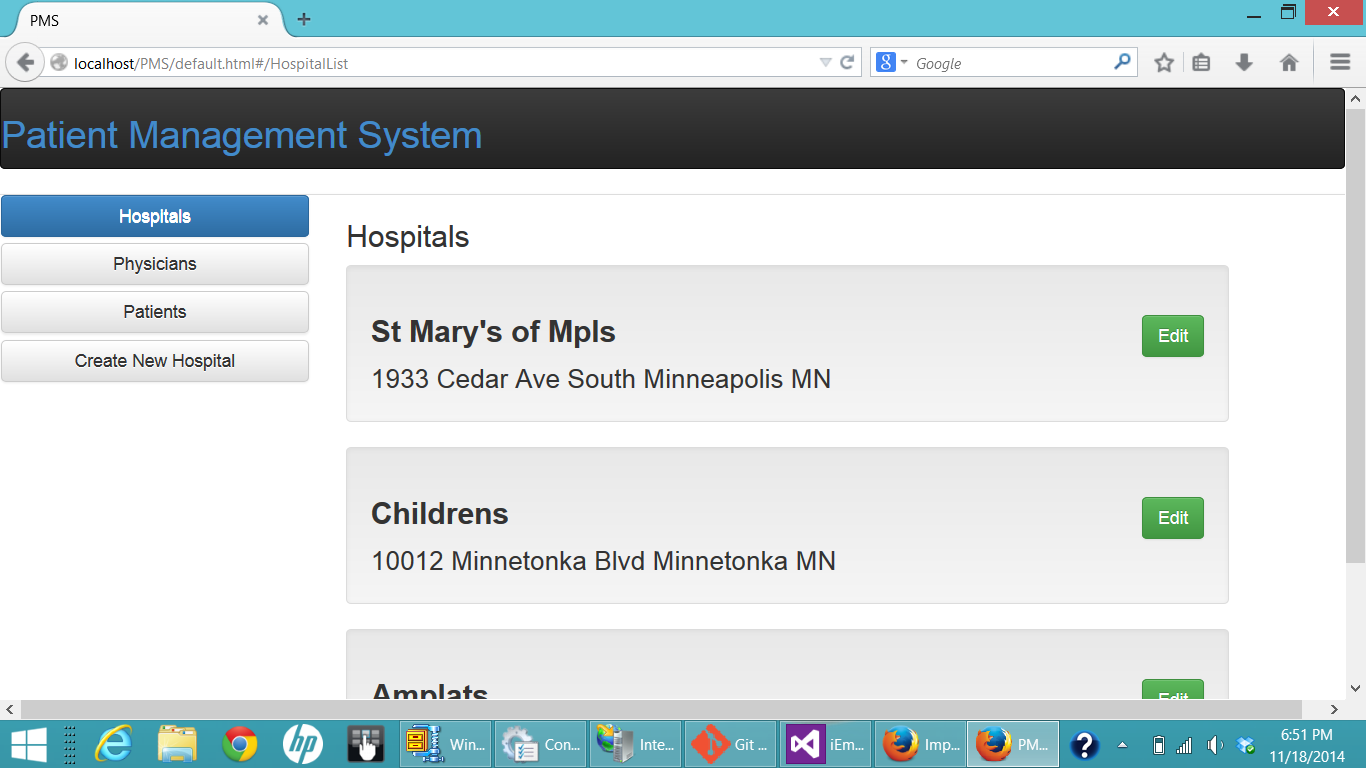 PMS
localhost/PMS/default.html#/HospitalList
Google
Patient Management System
Hospitals
Physicians
Patients
Create New Hospital
Hospitals
St Mary's of Mpls
Edit
1933 Cedar Ave South Minneapolis MN
Childrens
Edit
10012 Minnetonka Blvd Minnetonka MN
Amplats
Edit
Win...
Con...
Inte...
Git ...
iEm...
Imp...
PM...
6:51 PM
11/18/2014